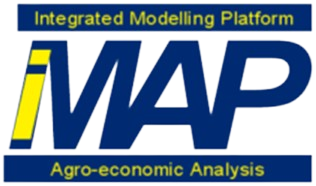 Integrated Modelling Platform
iMAP
Agro-economic Analysis